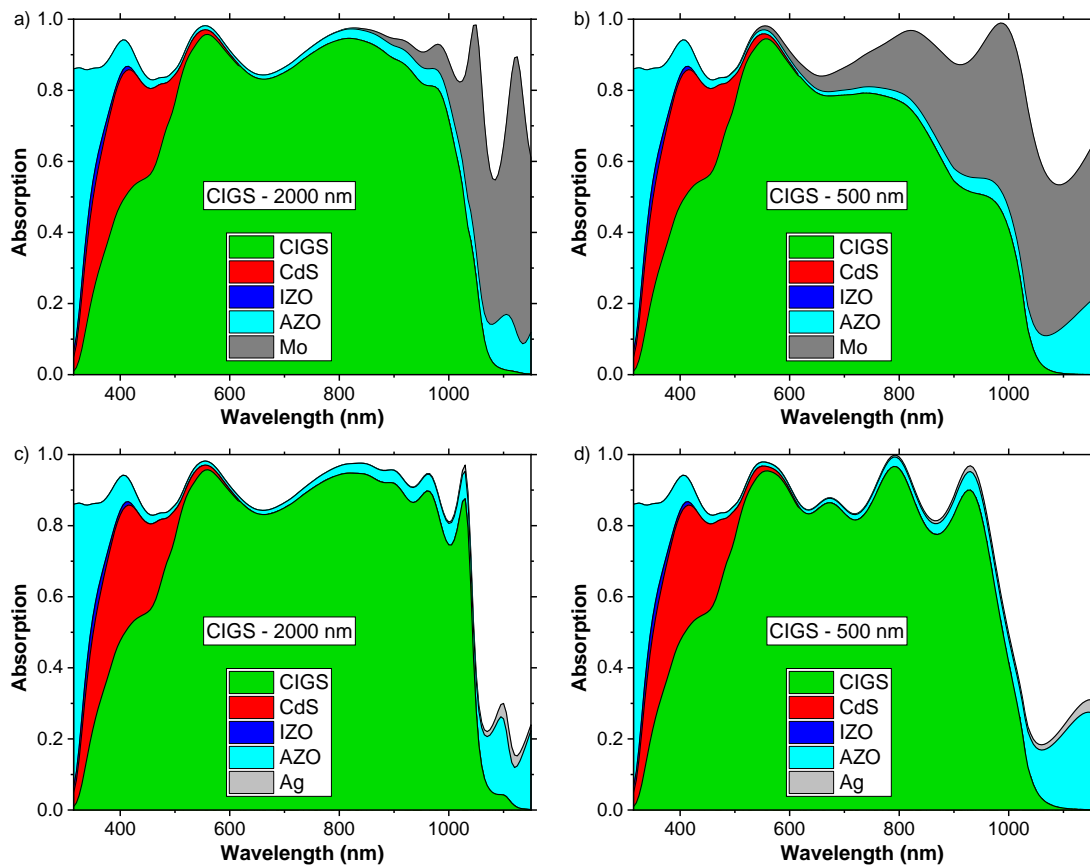 a)
Absorption
1.0
0.8
0.6
0.4
0.2
0.0
CIGS - 2000 nm
CIGS
CdS
IZO
AZO
Mo
400
600
800
1000
Wavelength (nm)
b)
Absorption
1.0
0.8
0.6
0.4
0.2
0.0
CIGS - 500 nm
CIGS
CdS
IZO
AZO
Mo
400
600
800
1000
Wavelength (nm)
c)
Absorption
1.0
0.8
0.6
0.4
0.2
0.0
CIGS - 2000 nm
CIGS
CdS
IZO
AZO
Ag
400
600
800
1000
Wavelength (nm)
d)
Absorption
1.0
0.8
0.6
0.4
0.2
0.0
CIGS - 500 nm
CIGS
CdS
IZO
AZO
Ag
400
600
800
1000
Wavelength (nm)